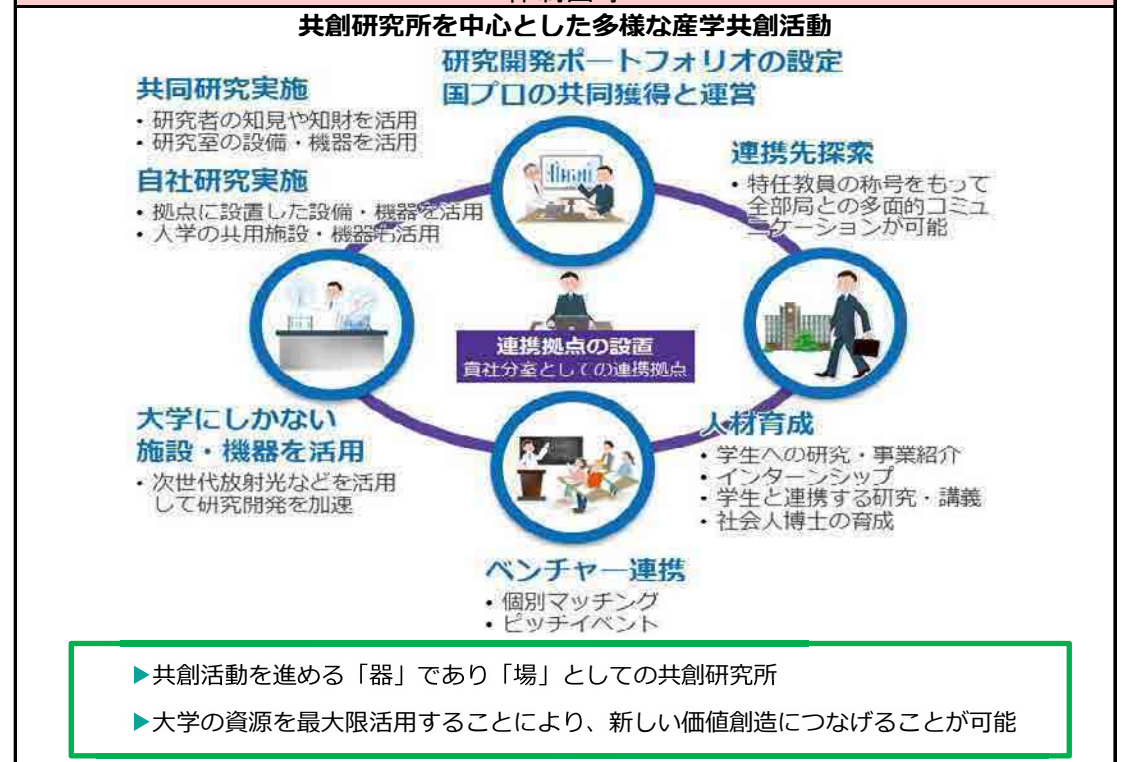 共創研究所を中心とした多様な産学共創活動
研究開発ポートフォリオの設定
国プロの共同獲得と運営
共同研究実施
・研究者の知見や知財を活用
・研究室の設備・機器を活用
自社研究実施
・拠点に設置した設備・機器を活用
・大学の共用施設・機器も活用
連携先探索
・特任教員の称号をもって
全部局との多面的コミュ
ニケーションが可能
連携拠点の設置
貴社分室としての連携拠点
大学にしかない
施設・機器を活用
・次世代放射光などを活用
して研究開発を加速
人材育成
・学生への研究・事業紹介
・インターンシップ
・学生と連携する研究・講義
・社会人博士の育成
ベンチャー連携
・個別マッチング
・ピッチイベント
▶共創活動を進める「器」であり「場」としての共創研究所
▶大学の資源を最大限活用することにより、新しい価値創造につなげることが可能